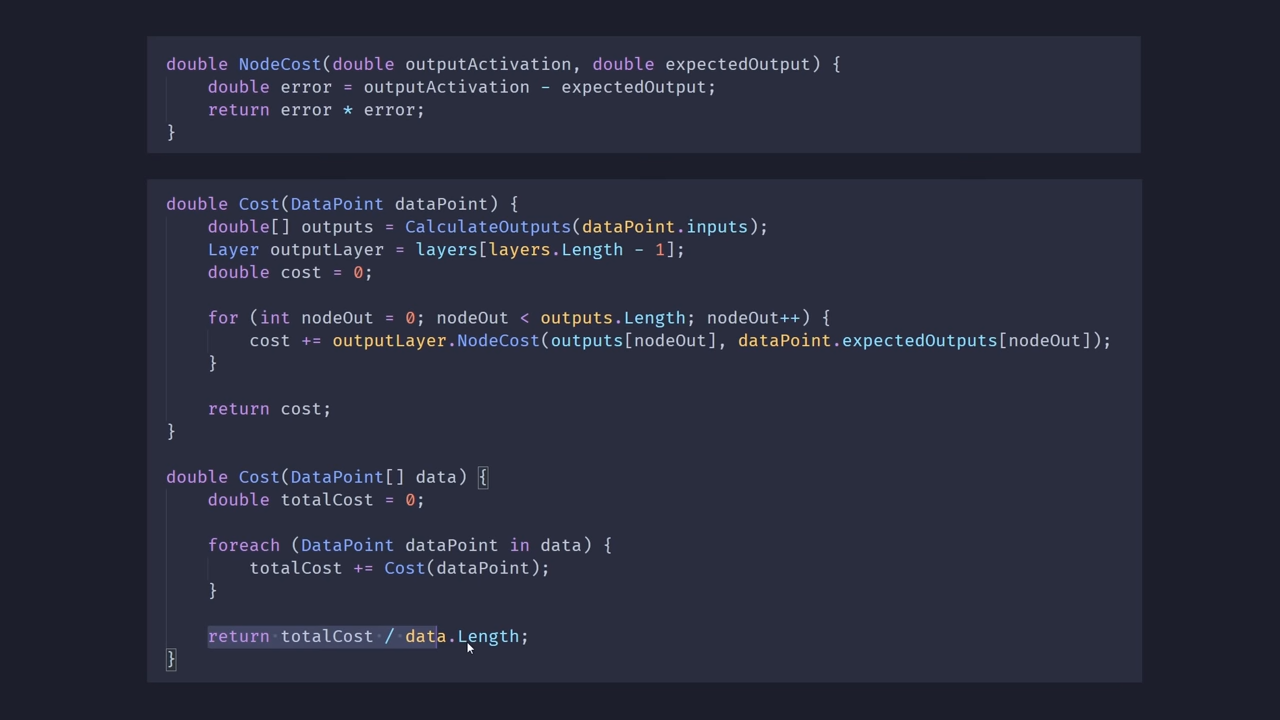 double NodeCost(double outputActivation, double expectedOutput) {
    double error = outputActivation - expectedOutput;
    return error * error;
}
double Cost(DataPoint dataPoint) {
    double[] outputs = CalculateOutputs(dataPoint.inputs);
    Layer outputLayer = layers[layers.Length - 1];
    double cost = 0;
    for (int nodeOut = 0; nodeOut < outputs.Length; nodeOut++) {
        cost += outputLayer.NodeCost(outputs[nodeOut], dataPoint.expectedOutputs[nodeOut]);
    }
    return cost;
}
double Cost(DataPoint[] data) {
    double totalCost = 0;
    foreach (DataPoint dataPoint in data) {
        totalCost += Cost(dataPoint);
    }
    return totalCost / data.Length;
}